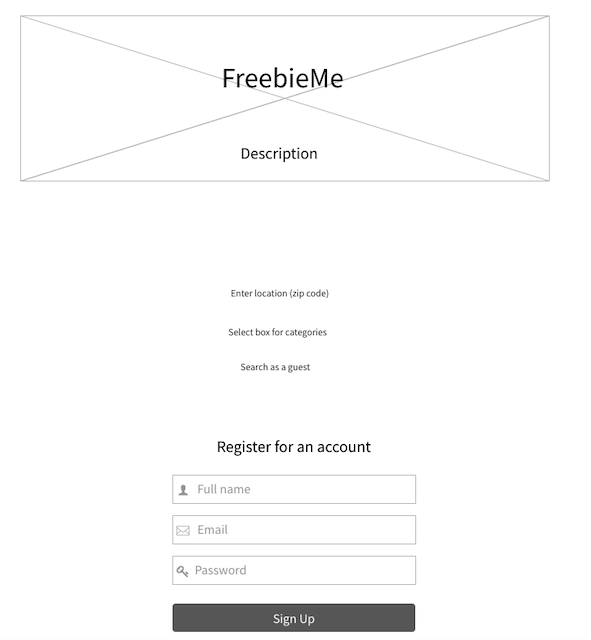 FreebieMe
Description
Enter location (zip code)
Select box for categories
Search as a guest
Register for an account
Full name
Email
Password
Sign Up